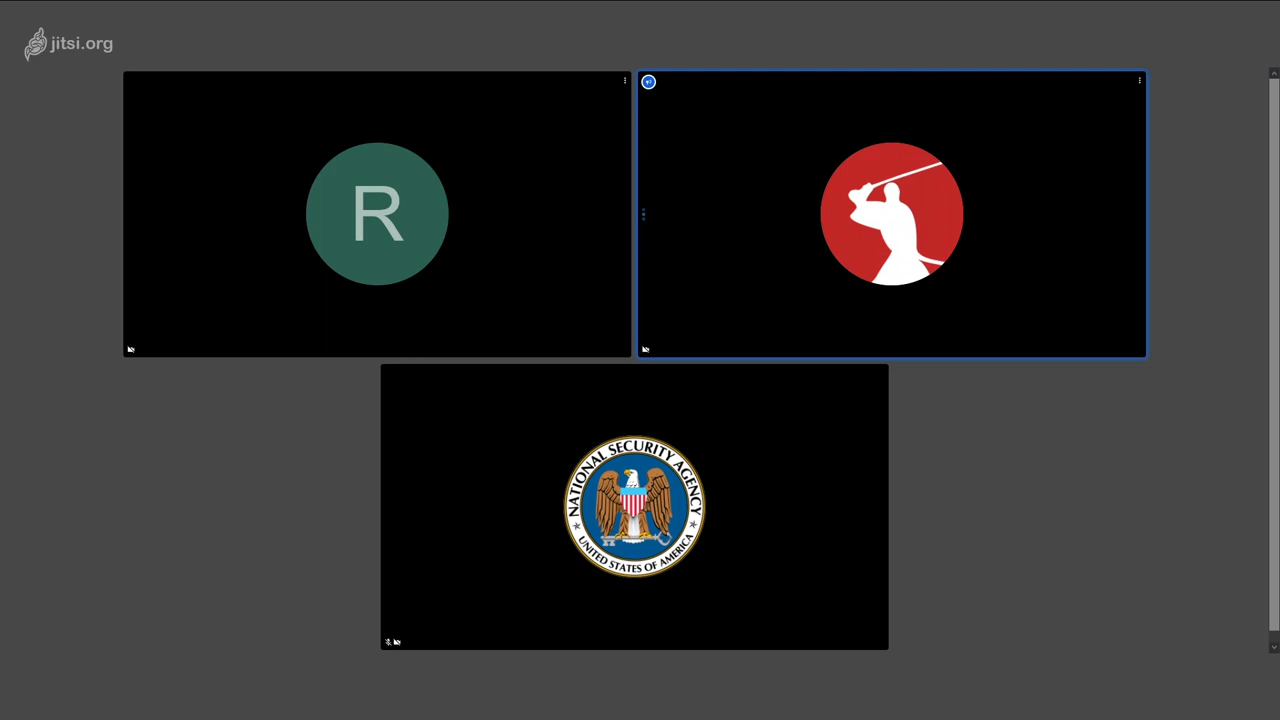 jitsi.org
R
NATIONAL SECURITY AGENCY
UNITED STATES OF AMERICA